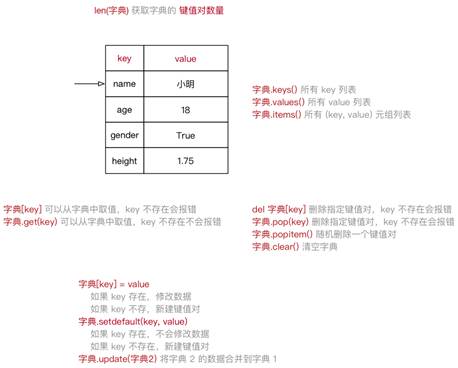 len(字典) 获取字典的 键值对数量
key value
name 小明
age 18
gender True
height 1.75
字典.keys() 所有 key 列表
字典.values() 所有 value 列表
字典.items() 所有 (key, value) 元组列表
字典[key] 可以从字典中取值，key 不存在会报错
字典.get(key) 可以从字典中取值，key 不存在不会报错
del 字典[key] 删除指定键值对，key 不存在会报错
字典.pop(key) 删除指定键值对，key 不存在会报错
字典.popitem() 随机删除一个键值对
字典.clear() 清空字典
字典[key] = value
如果 key 存在，修改数据
如果 key 不存，新建键值对
字典.setdefault(key, value)
如果 key 存在，不会修改数据
如果 key 不存在，新建键值对
字典.update(字典2) 将字典 2 的数据合并到字典 1